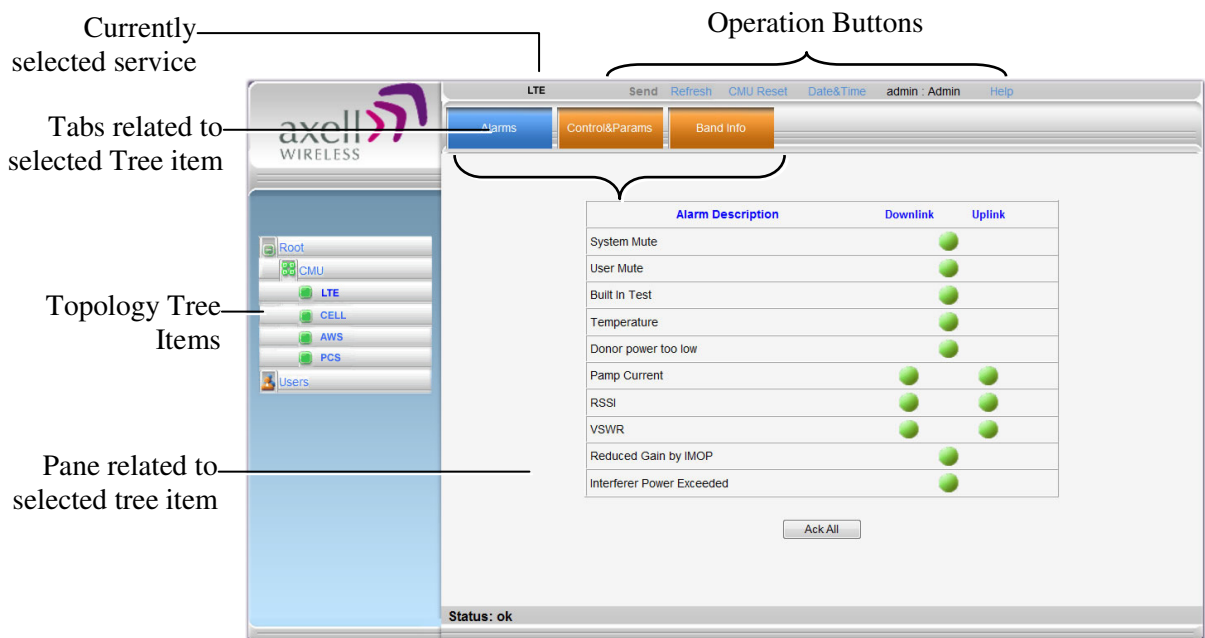 Currently
selected service
Operation Buttons
LTE Send Refresh CMU Reset Date&Time admin : Admin Help
axell
WIRELESS
Tabs related to
selected Tree item
Alarms Control&Params Band Info
Alarm Description Downlink Uplink
System Mute
User Mute
Built In Test
Temperature
Donor power too low
Pamp Current
RSSI
VSWR
Reduced Gain by IMOP
Interferer Power Exceeded
Ack All
Root
CMU
LTE
CELL
AWS
PCS
Users
Topology Tree
Items
Pane related to
selected tree item
Status: ok